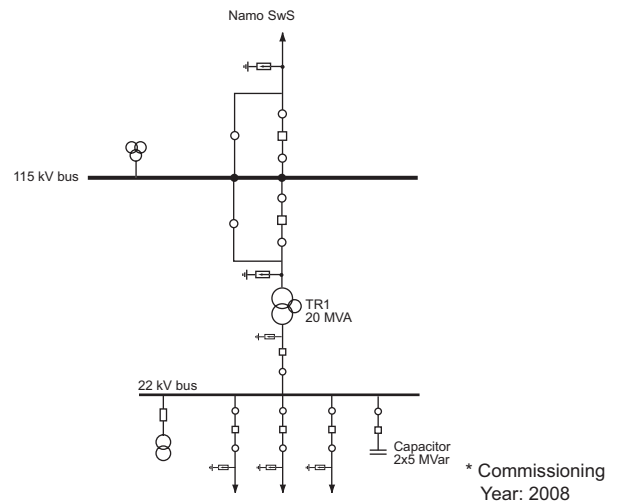 Namo SwS
115 kV bus
TR1
20 MVA
22 kV bus
Capacitor
2x5 MVar
* Commissioning
Year: 2008